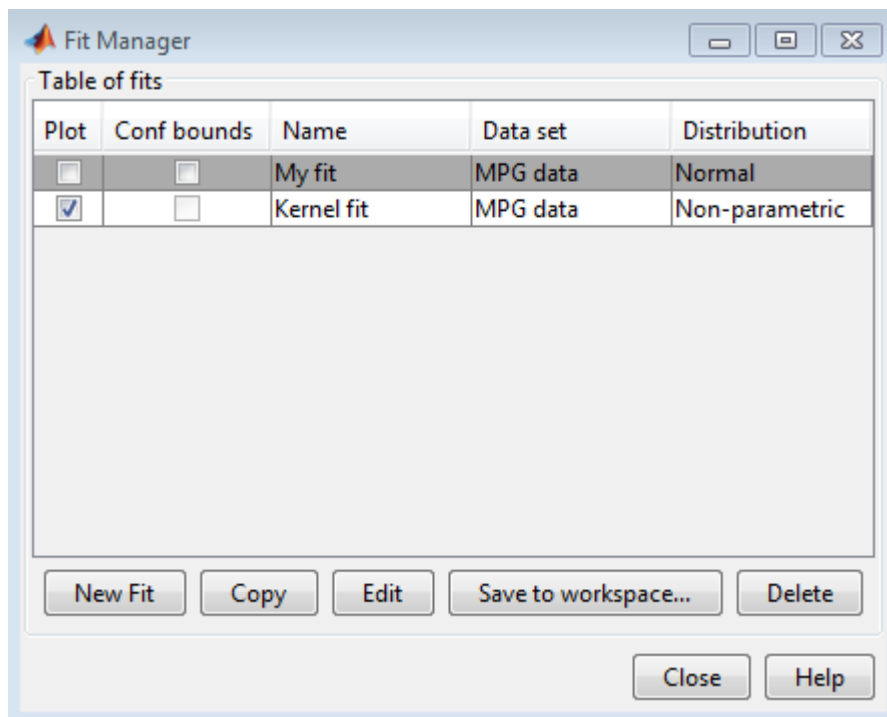 Fit Manager
Table of fits
Plot Conf bounds Name Data set Distribution
My fit MPG data Normal
Kernel fit MPG data Non-parametric
New Fit Copy Edit Save to workspace... Delete
Close Help